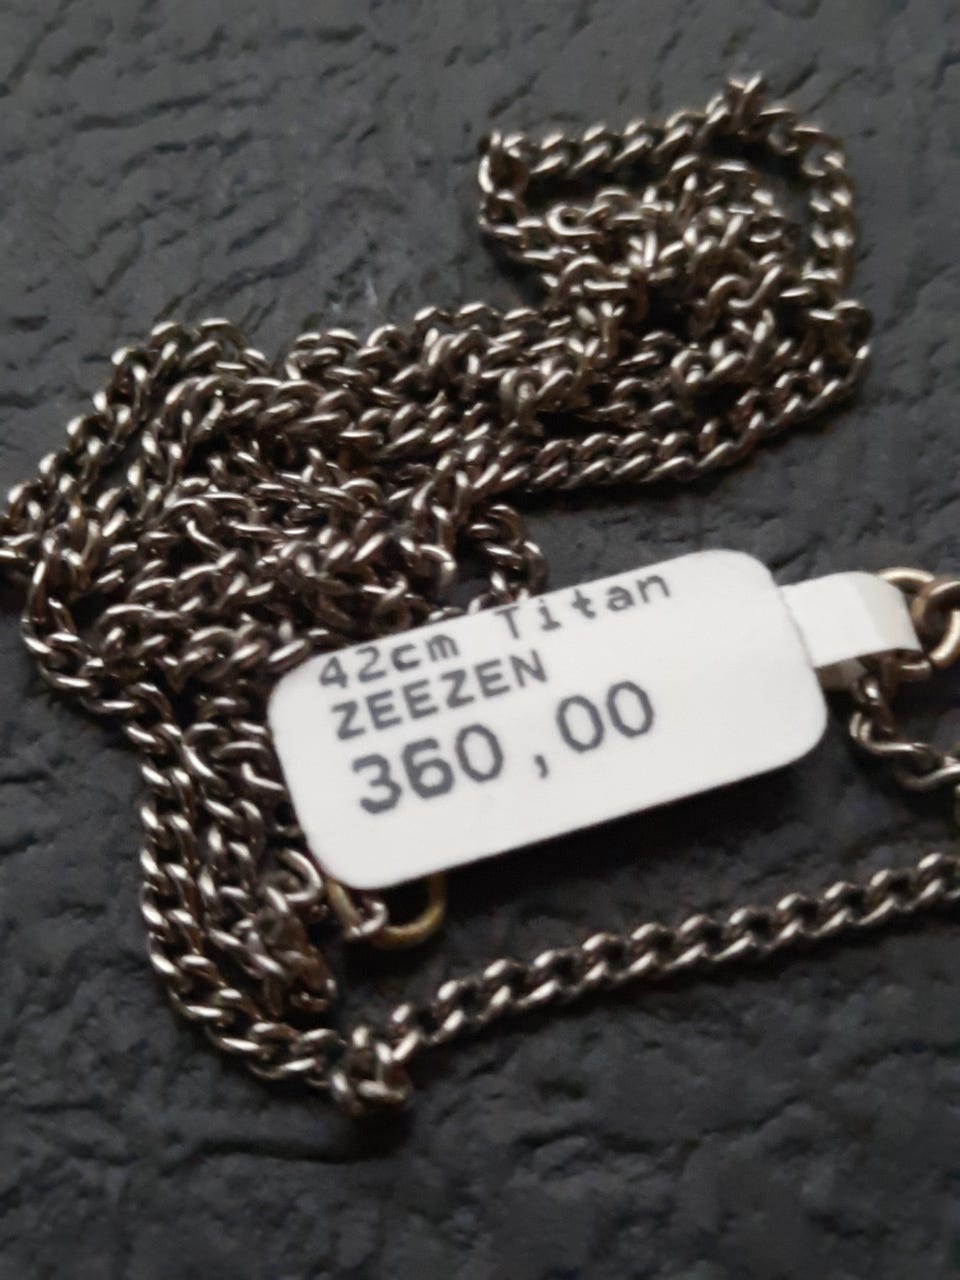 42cm Titan
ZEEZEN
360,00